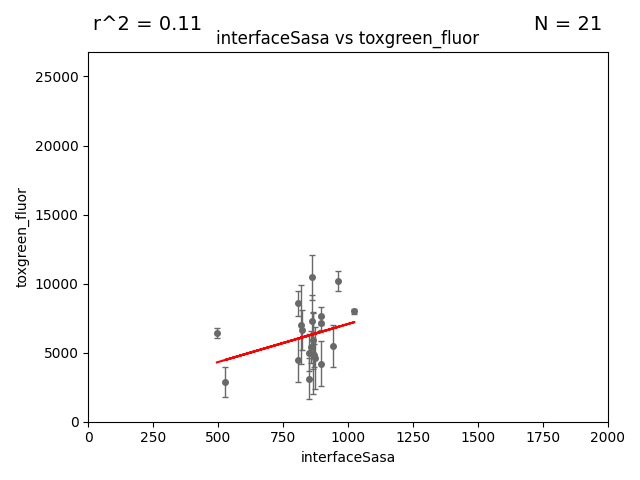 r^2 = 0.11
N = 21
interfaceSasa vs toxgreen_fluor
toxgreen_fluor
25000
20000
15000
10000
5000
0
0 250 500 750 1000 1250 1500 1750 2000
interfaceSasa